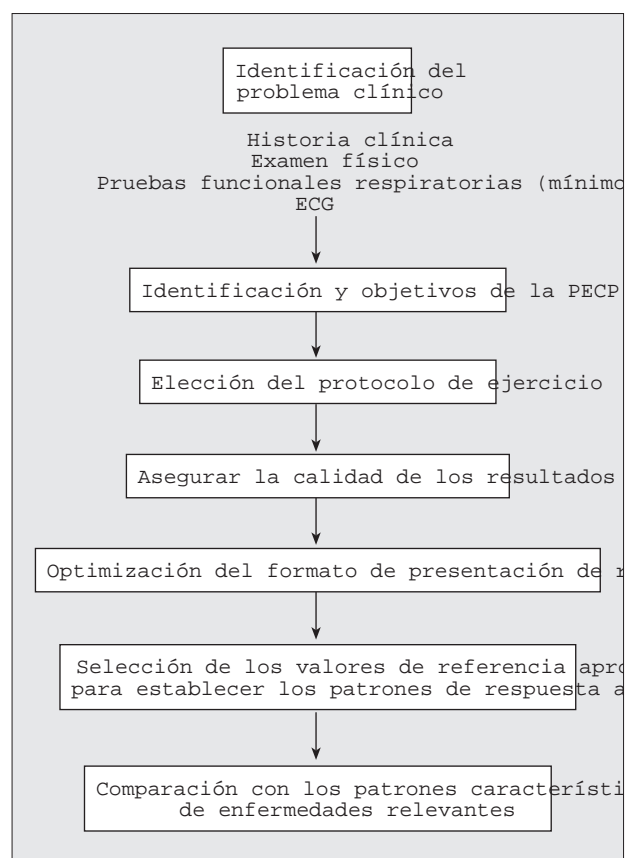 Identificación del
problema clínico
Historia clínica
Examen físico
Pruebas funcionales respiratorias (mínimo
ECG
Identificación y objetivos de la PECP
Elección del protocolo de ejercicio
Asegurar la calidad de los resultados
Optimización del formato de presentación de
Selección de los valores de referencia
para establecer los patrones de respuesta
Comparación con los patrones
de enfermedades relevantes